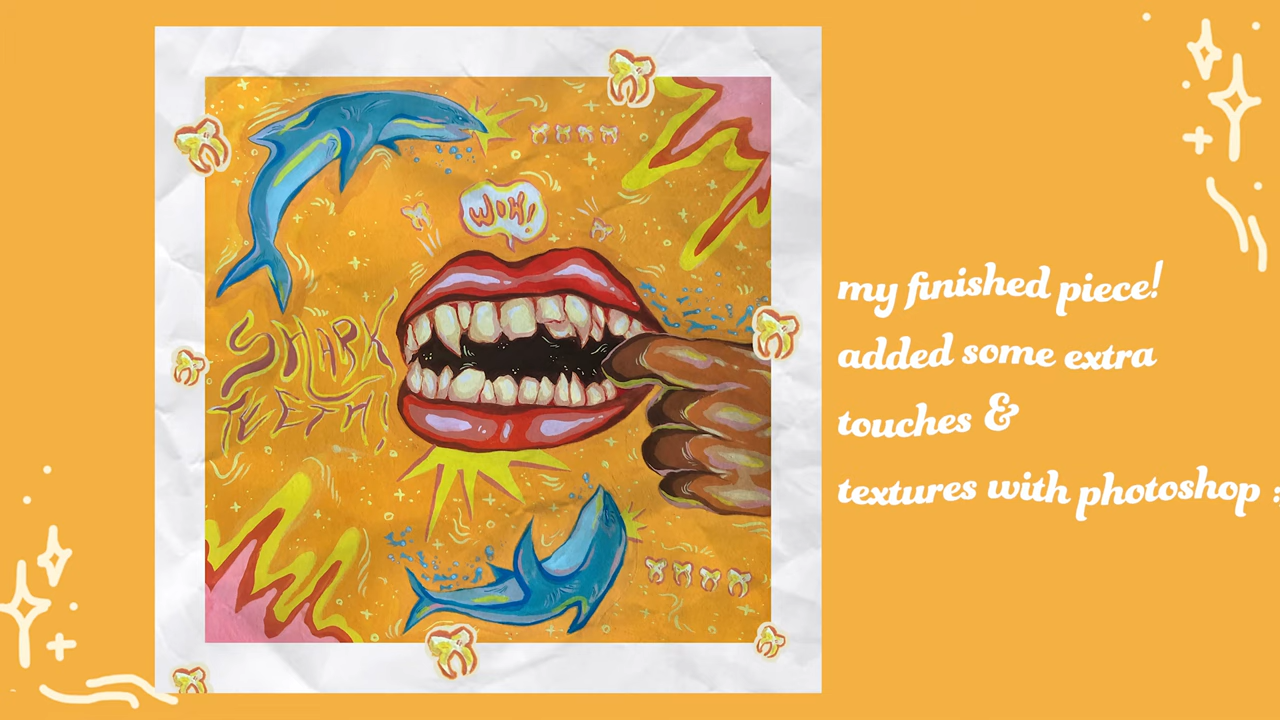 WOW!
SHARK
TEETH!
my finished piece!
added some extra
touches &
textures with photoshop :